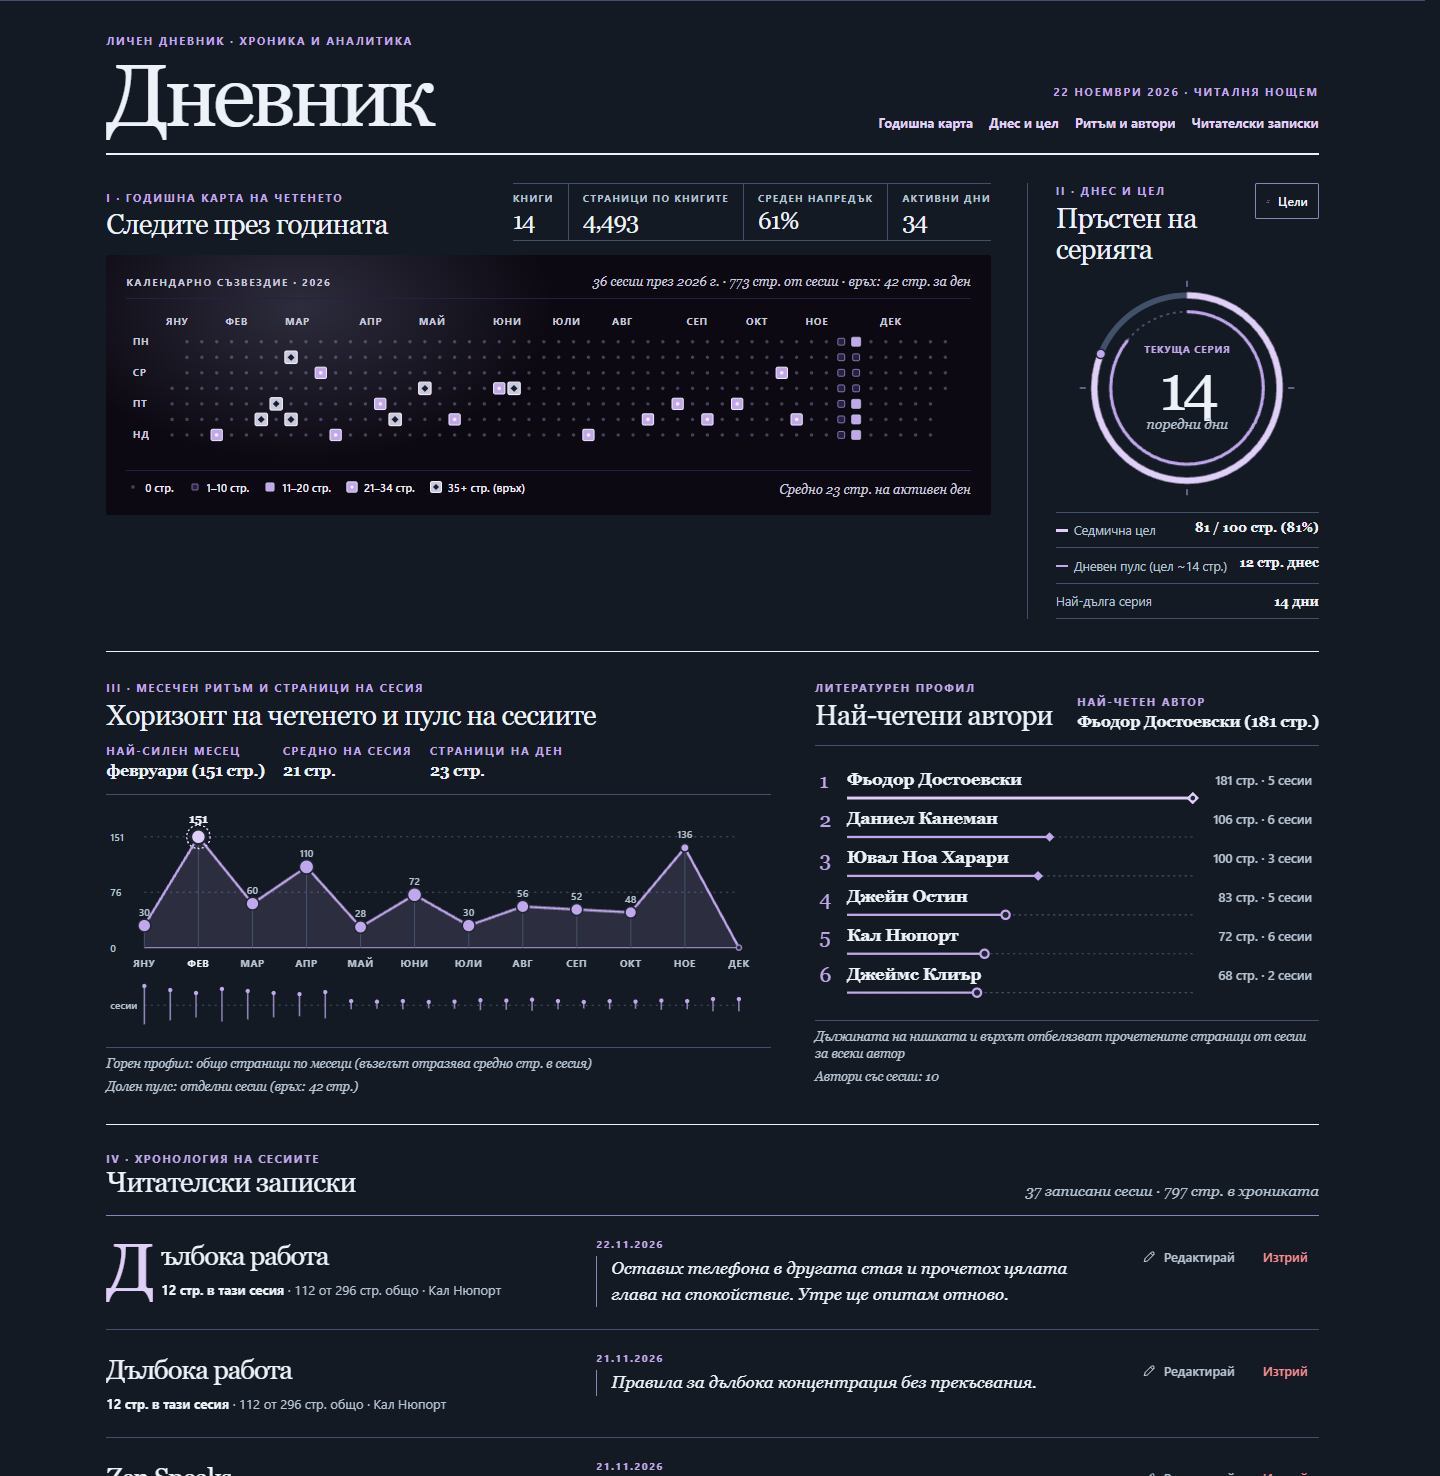 ЛИЧЕН ДНЕВНИК · ХРОНИКА И АНАЛИТИКА
Дневник
22 НОЕМВРИ 2026 · ЧИТАЛНЯ НОЩЕМ
Годишна карта Днес и цел Ритъм и автори Читателски записки
I · ГОДИШНА КАРТА НА ЧЕТЕНЕТО
Следите през годината
КНИГИ СТРАНИЦИ ПО КНИГИТЕ СРЕДЕН НАПРЕДЪК АКТИВНИ ДНИ
14 4,493 61% 34
КАЛЕНДАРНО СЪЗВЕЗДИЕ · 2026
36 сесии през 2026 г. · 773 стр. от сесии · връх: 42 стр. за ден
ЯНУ ФЕВ МАР АПР МАЙ ЮНИ ЮЛИ АВГ СЕП ОКТ НОЕ ДЕК
ПН
СР
ПТ
НД
0 стр. 1–10 стр. 11–20 стр. 21–34 стр. 35+ стр. (връх)
Средно 23 стр. на активен ден
II · ДНЕС И ЦЕЛ
Пръстен на
серията
Цели
ТЕКУЩА СЕРИЯ
14
поредни дни
Седмична цел 81 / 100 стр. (81%)
Дневен пулс (цел ~14 стр.) 12 стр. днес
Най-дълга серия 14 дни
III · МЕСЕЧЕН РИТЪМ И СТРАНИЦИ НА СЕСИЯ
Хоризонт на четенето и пулс на сесиите
НАЙ-СИЛЕН МЕСЕЦ СРЕДНО НА СЕСИЯ СТРАНИЦИ НА ДЕН
февруари (151 стр.) 21 стр. 23 стр.
151
76
0
30 151 60 110 28 72 30 56 52 48 136
ЯНУ ФЕВ МАР АПР МАЙ ЮНИ ЮЛИ АВГ СЕП ОКТ НОЕ ДЕК
сесии
Горен профил: общо страници по месеци (възелът отразява средно стр. в сесия)
Долен пулс: отделни сесии (връх: 42 стр.)
ЛИТЕРАТУРЕН ПРОФИЛ
Най-четени автори
НАЙ-ЧЕТЕН АВТОР
Фьодор Достоевски (181 стр.)
1 Фьодор Достоевски 181 стр. · 5 сесии
2 Даниел Канеман 106 стр. · 6 сесии
3 Ювал Ноа Харари 100 стр. · 3 сесии
4 Джейн Остин 83 стр. · 5 сесии
5 Кал Нюпорт 72 стр. · 6 сесии
6 Джеймс Клиър 68 стр. · 2 сесии
Дължината на нишката и върхът отбелязват прочетените страници от сесии
за всеки автор
Автори със сесии: 10
IV · ХРОНОЛОГИЯ НА СЕСИИТЕ
Читателски записки
37 записани сесии · 797 стр. в хрониката
Дълбока работа
12 стр. в тази сесия · 112 от 296 стр. общо · Кал Нюпорт
22.11.2026
Оставих телефона в другата стая и прочетох цялата
глава на спокойствие. Утре ще опитам отново.
Редактирай Изтрий
Дълбока работа
12 стр. в тази сесия · 112 от 296 стр. общо · Кал Нюпорт
21.11.2026
Правила за дълбока концентрация без прекъсвания.
Редактирай Изтрий
21.11.2026